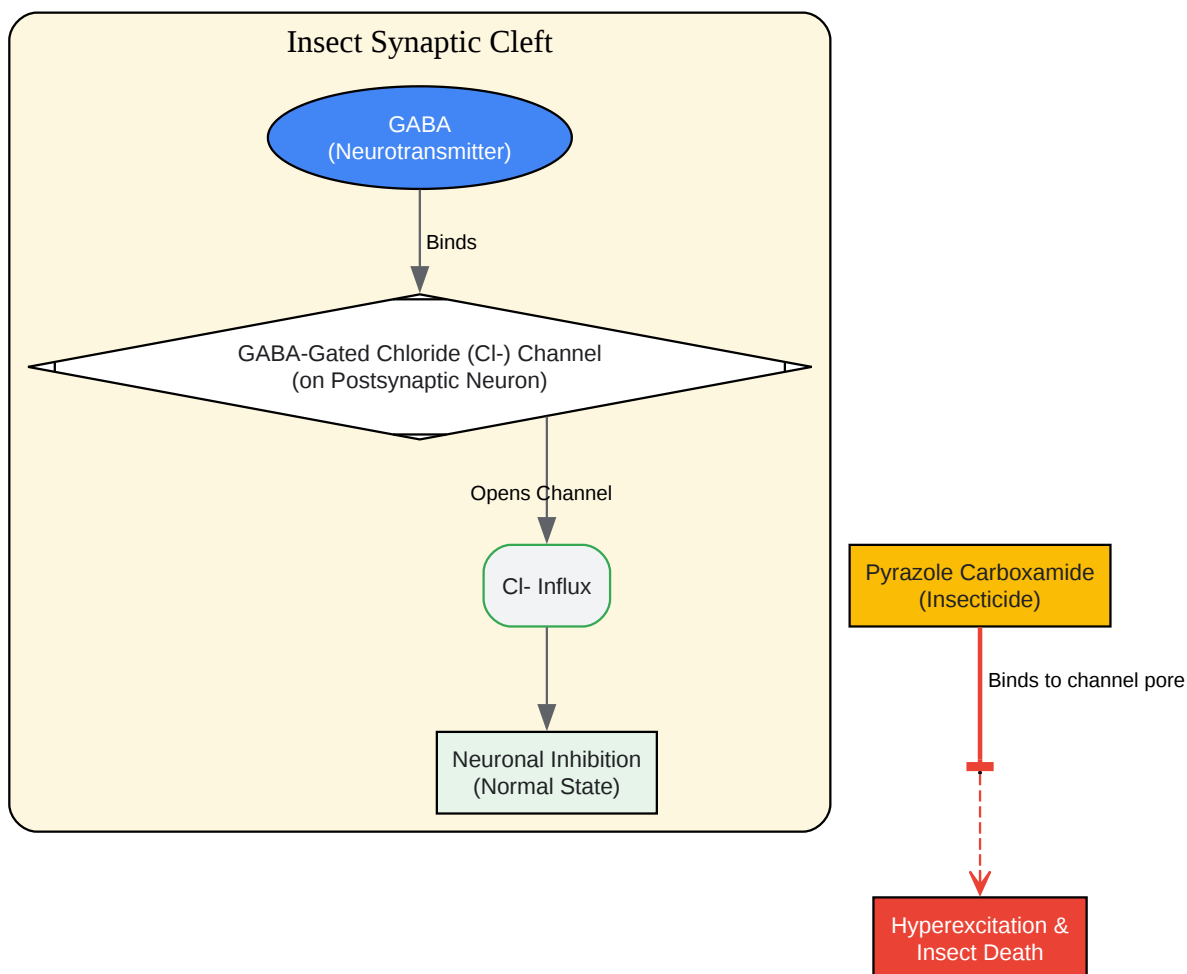 Insect Synaptic Cleft
GABA
(Neurotransmitter)
Binds
GABA-Gated Chloride (Cl-) Channel
(on Postsynaptic Neuron)
Opens Channel
Cl- Influx
Neuronal Inhibition
(Normal State)
Pyrazole Carboxamide
(Insecticide)
Binds to channel pore
Hyperexcitation &
Insect Death